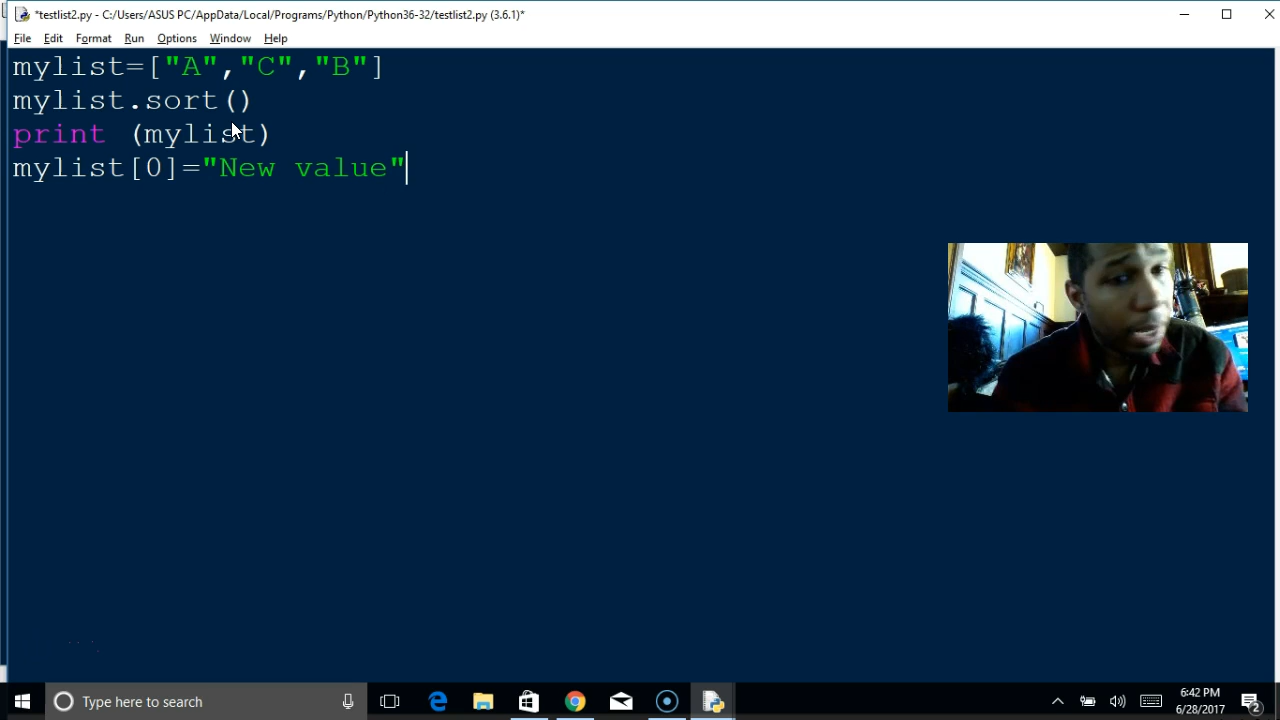 *testlist2.py - C:/Users/ASUS PC/AppData/Local/Programs/Python/Python36-32/testlist2.py (3.6.1)*
File Edit Format Run Options Window Help
mylist=["A","C","B"]
mylist.sort()
print (mylist)
mylist[0]="New value"
Type here to search
6:42 PM
6/28/2017
2